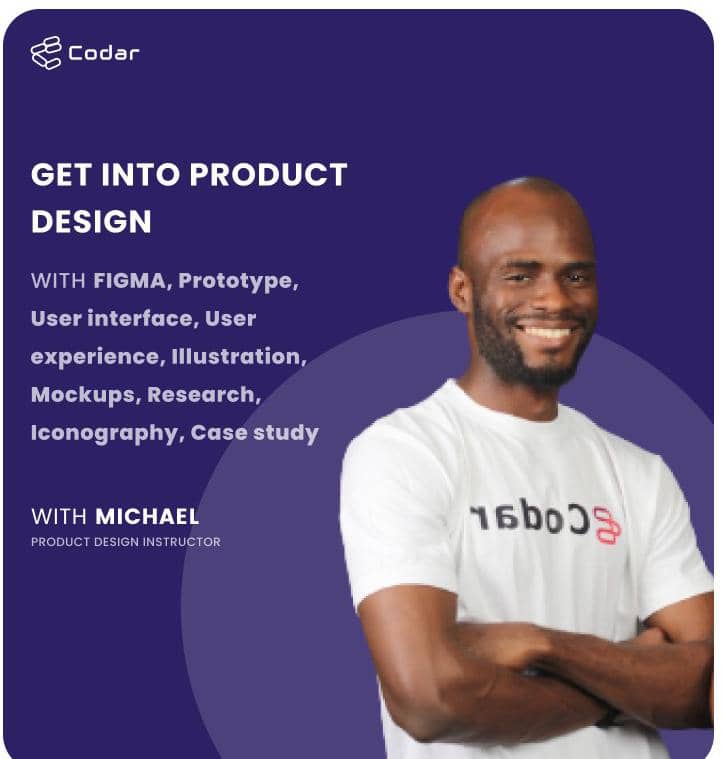 Codar
GET INTO PRODUCT
DESIGN
WITH FIGMA, Prototype,
User interface, User
experience, Illustration,
Mockups, Research,
Iconography, Case study
WITH MICHAEL
PRODUCT DESIGN INSTRUCTOR
Codar